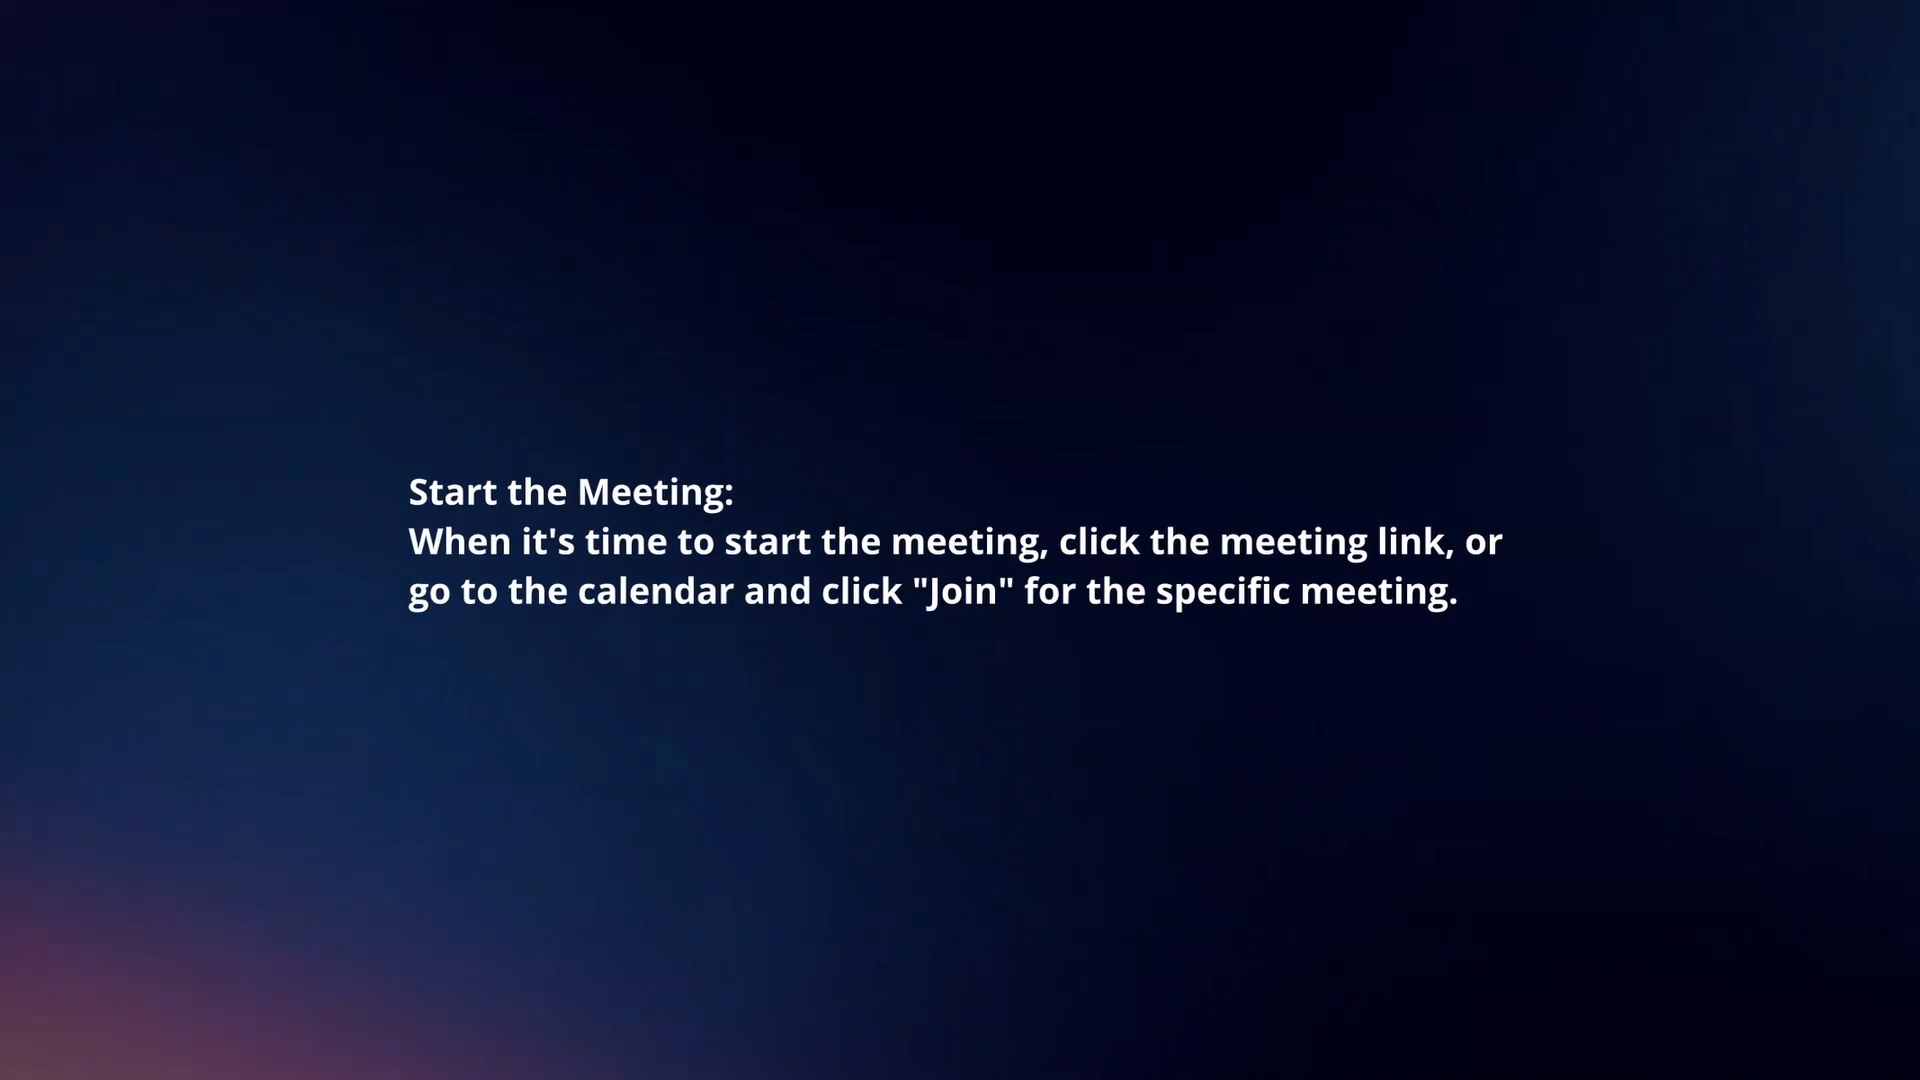 Start the Meeting:
When it's time to start the meeting, click the meeting link, or
go to the calendar and click "Join" for the specific meeting.